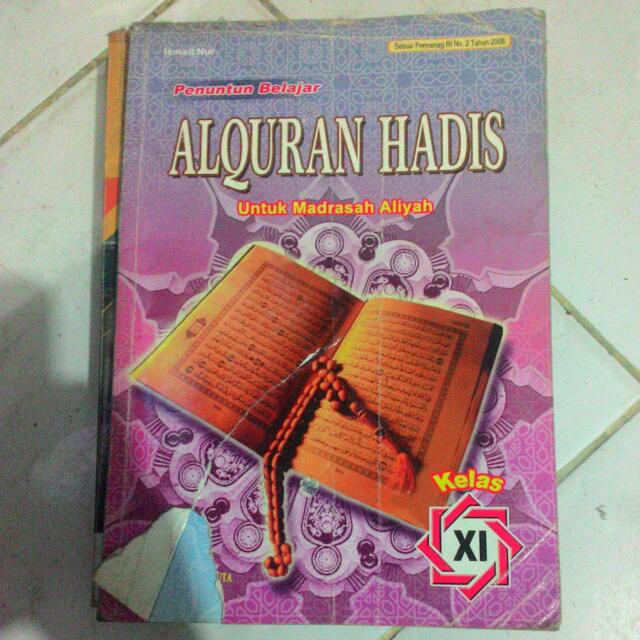 Ismail Nur
Sesuai Permenag RI No. 2 Tahun 2008
Penuntun Belajar
ALQURAN HADIS
Untuk Madrasah Aliyah
Kelas
XI